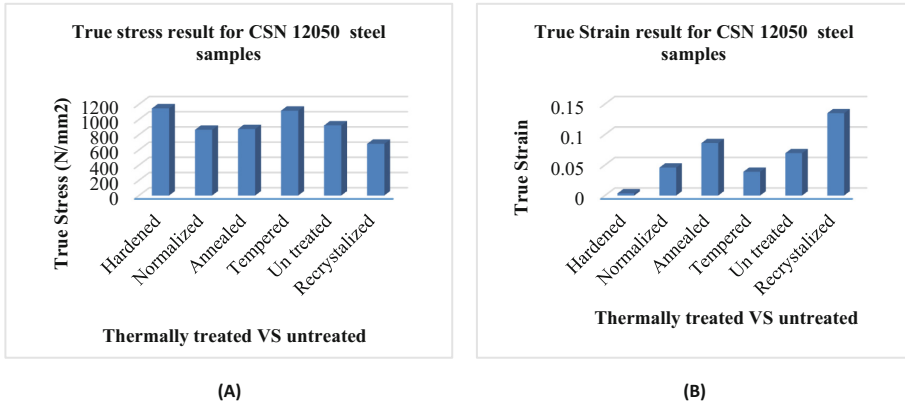 True stress result for CSN 12050 steel
samples
True Stress (N/mm2)
1200
1000
800
600
400
200
0
Hardened
Normalized
Annealed
Tempered
Un treated
Recrystalized
Thermally treated VS untreated
(A)
True Strain result for CSN 12050 steel
samples
True Strain
0.15
0.1
0.05
0
Hardened
Normalized
Annealed
Tempered
Un treated
Recrystalized
Thermally treated VS untreated
(B)